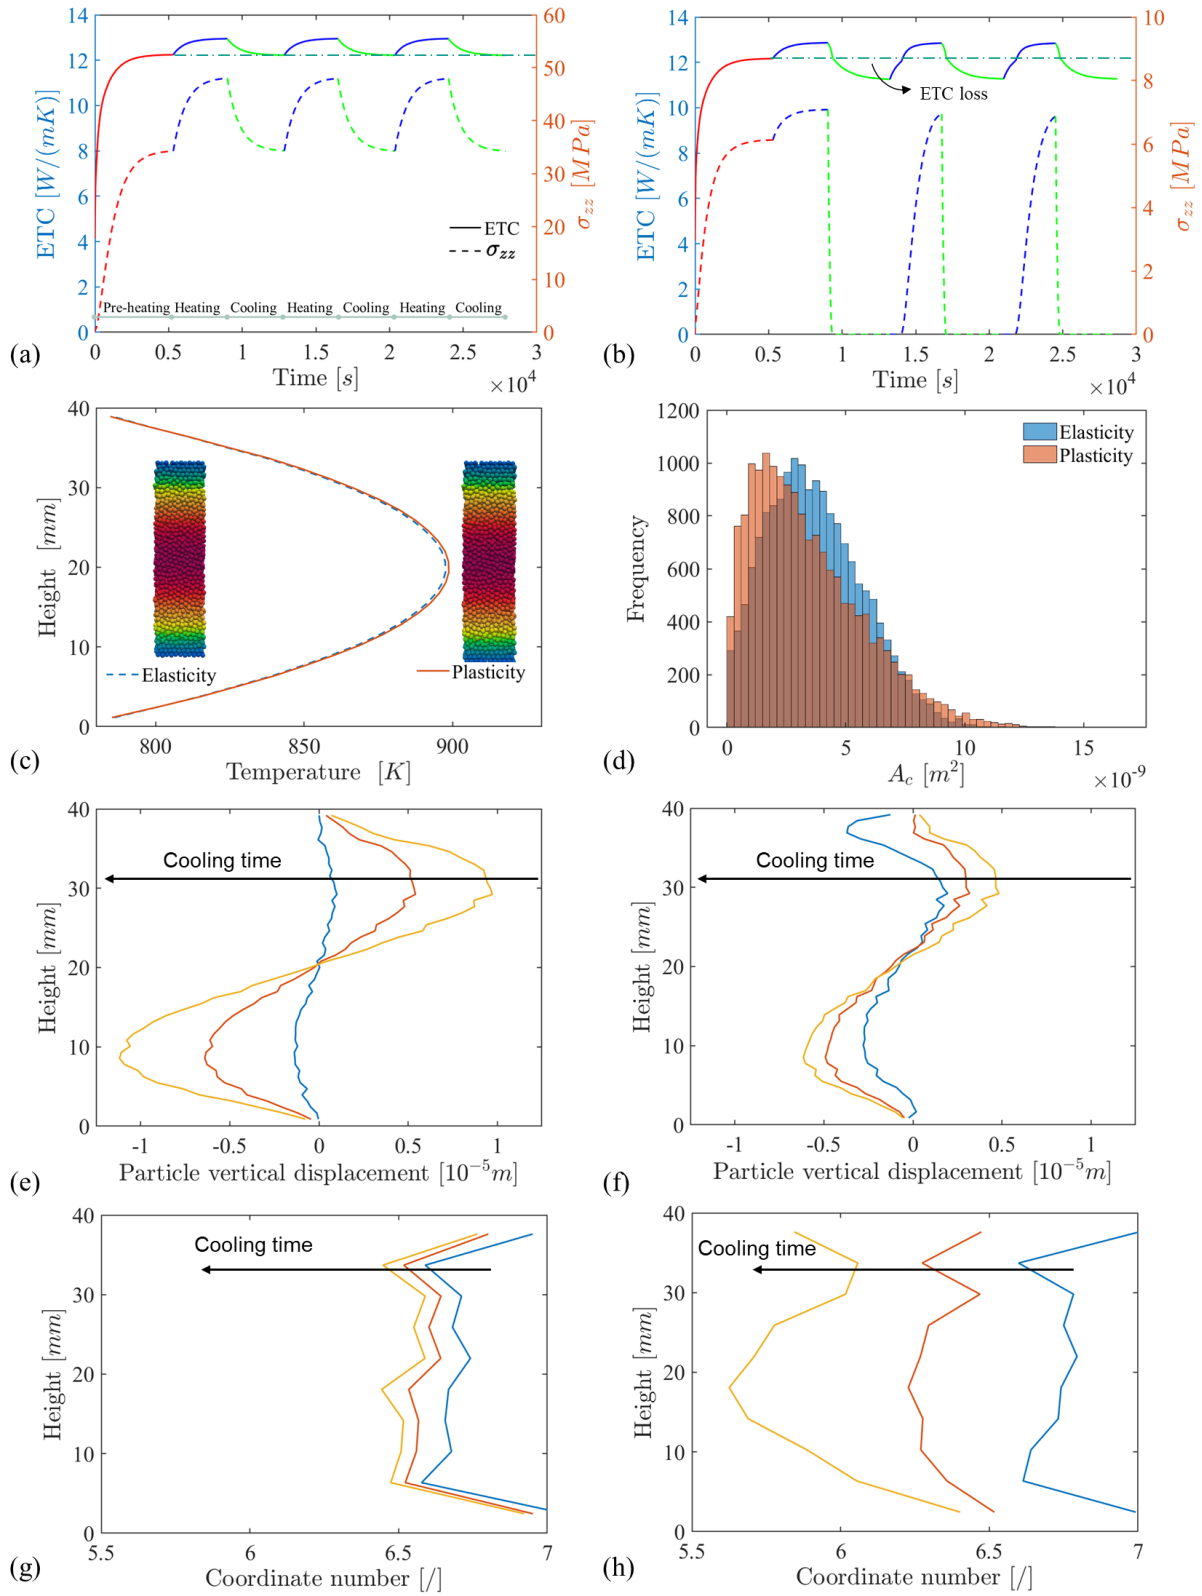 ETC [W/(mK)]
14
12
10
8
6
4
2
0
60
50
40
30
20
10
0
σzz [MPa]
ETC
σzz
Pre-heating Heating Cooling Heating Cooling Heating Cooling
0 0.5 1 1.5 2 2.5 3
Time [s]
×10⁴
(a)
ETC [W/(mK)]
14
12
10
8
6
4
2
0
10
8
6
4
2
0
σzz [MPa]
ETC loss
0 0.5 1 1.5 2 2.5 3
Time [s]
×10⁴
(b)
Height [mm]
40
30
20
10
0
Elasticity
Plasticity
800 850 900
Temperature [K]
(c)
Frequency
1200
1000
800
600
400
200
0
Elasticity
Plasticity
0 5 10 15
Ac [m²]
×10⁻⁹
(d)
Height [mm]
40
30
20
10
0
Cooling time
-1 -0.5 0 0.5 1
Particle vertical displacement [10⁻⁵m]
(e)
Height [mm]
40
30
20
10
0
Cooling time
-1 -0.5 0 0.5 1
Particle vertical displacement [10⁻⁵m]
(f)
Height [mm]
40
30
20
10
0
Cooling time
5.5 6 6.5 7
Coordinate number [/]
(g)
Height [mm]
40
30
20
10
0
Cooling time
5.5 6 6.5 7
Coordinate number [/]
(h)